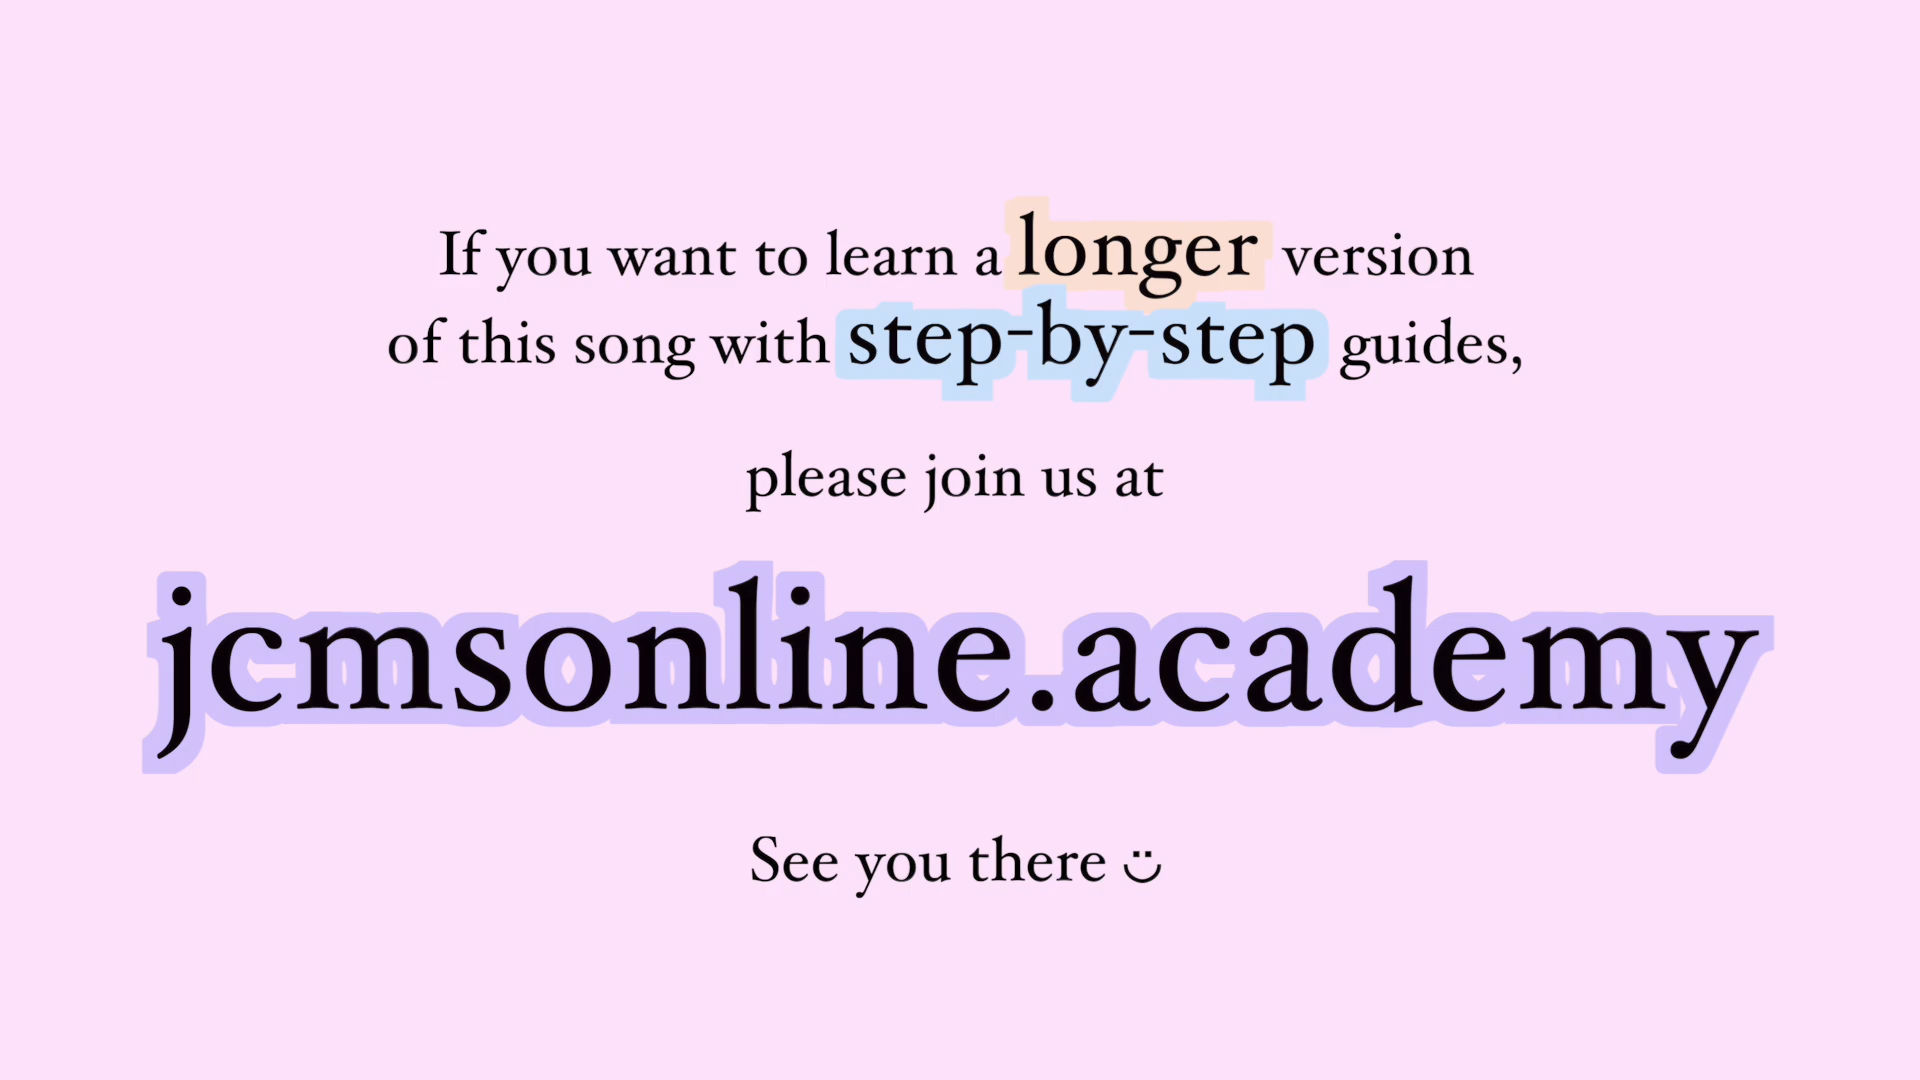 If you want to learn a longer version
of this song with step-by-step guides,
please join us at
jcmsonline.academy
See you there ü